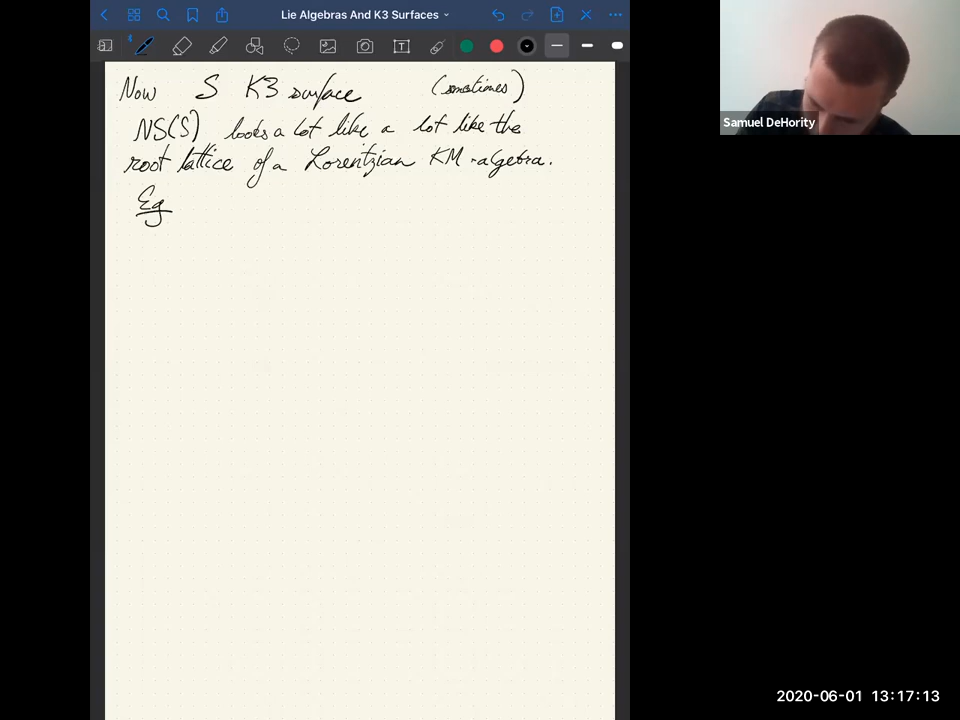 Lie Algebras And K3 Surfaces
Now S K3 surface (sometimes)
NS(S) looks a lot like a lot like the
root lattice of a Lorentzian KM-algebra.
Eg
Samuel DeHority
2020-06-01 13:17:13